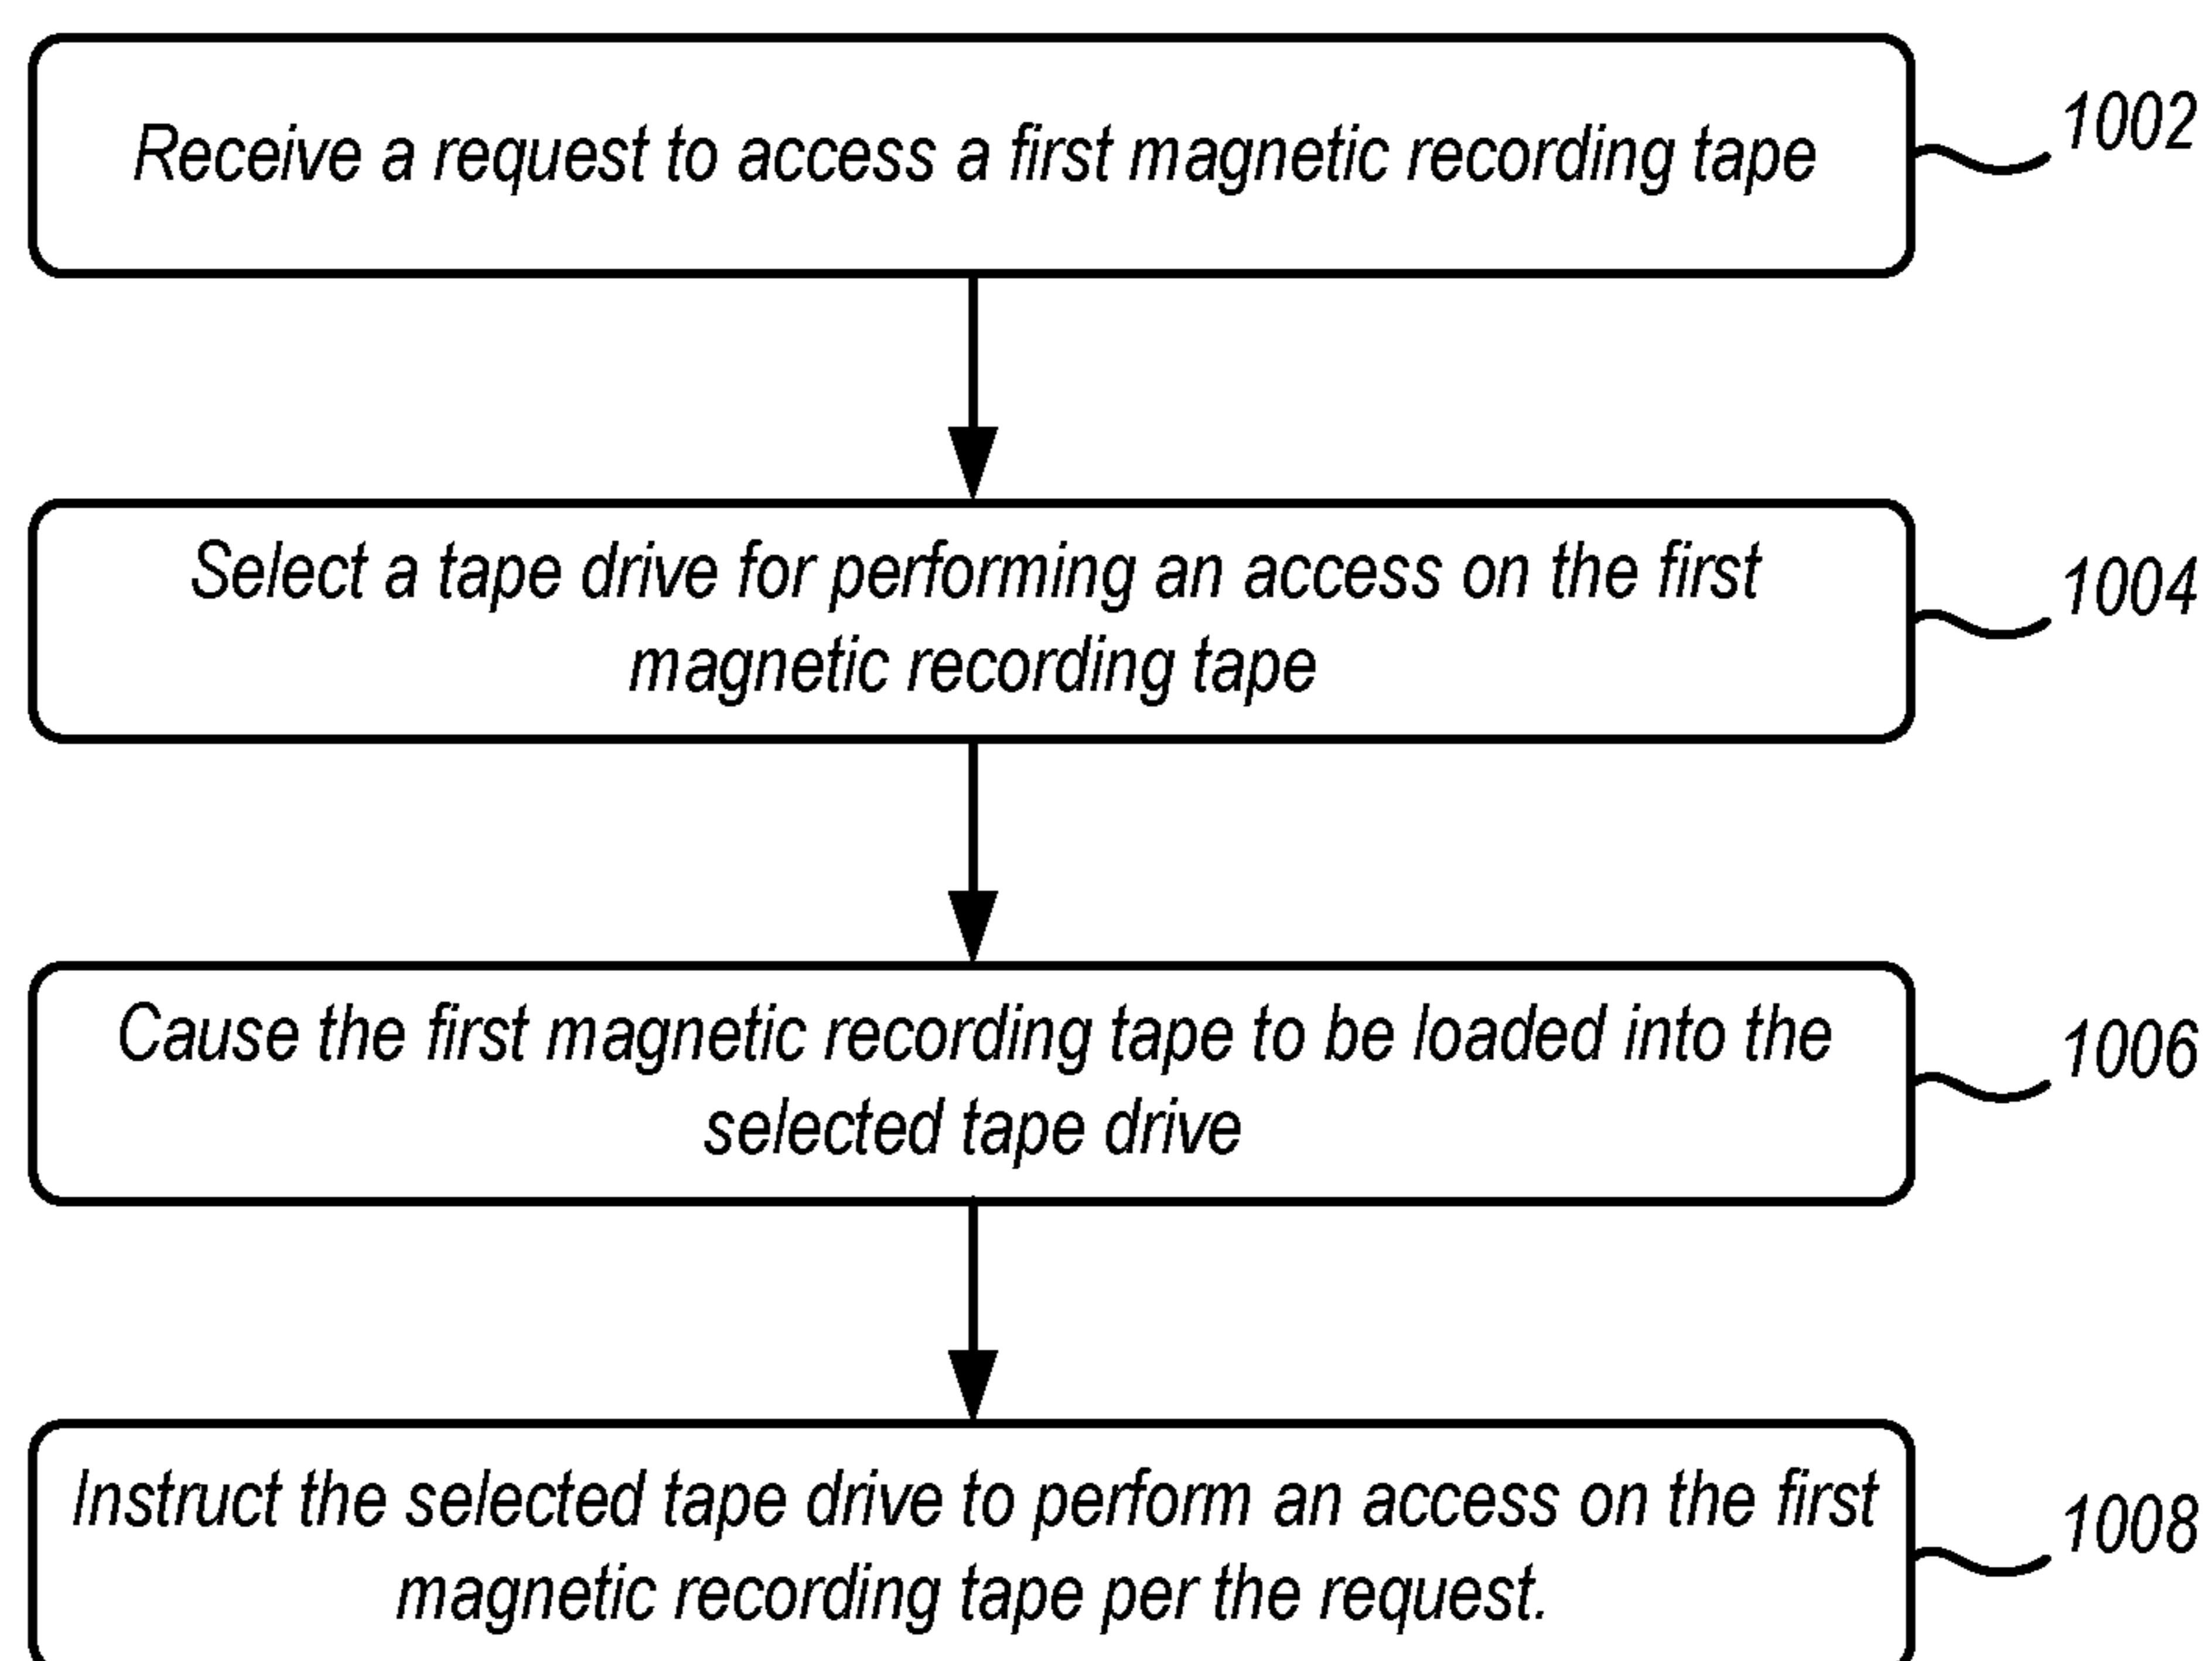 Receive a request to access a first magnetic recording tape
1002
Select a tape drive for performing an access on the first
magnetic recording tape
1004
Cause the first magnetic recording tape to be loaded into the
selected tape drive
1006
Instruct the selected tape drive to perform an access on the first
magnetic recording tape per the request.
1008